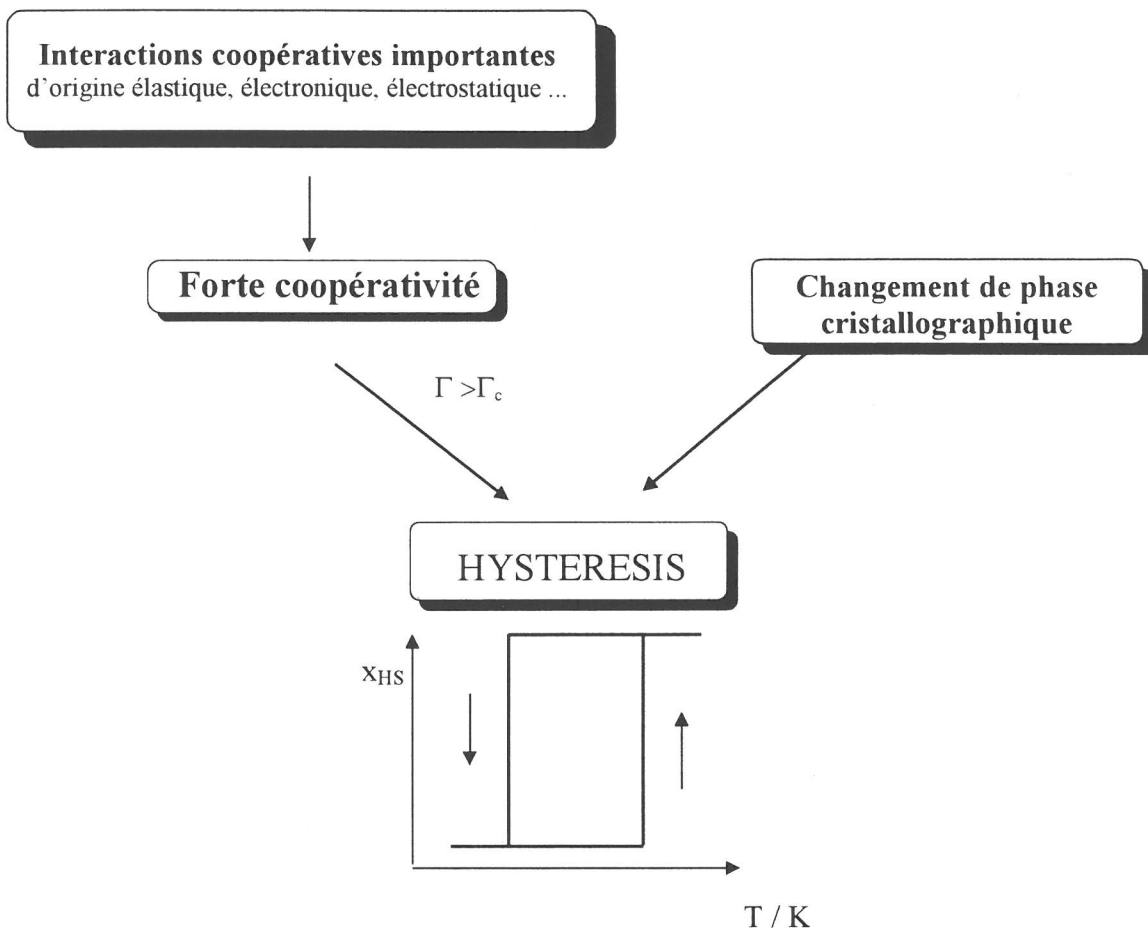 Interactions coopératives importantes
d'origine élastique, électronique, électrostatique ...
Forte coopérativité
Changement de phase
cristallographique
Γ >Γc
HYSTERESIS
xHS
T / K